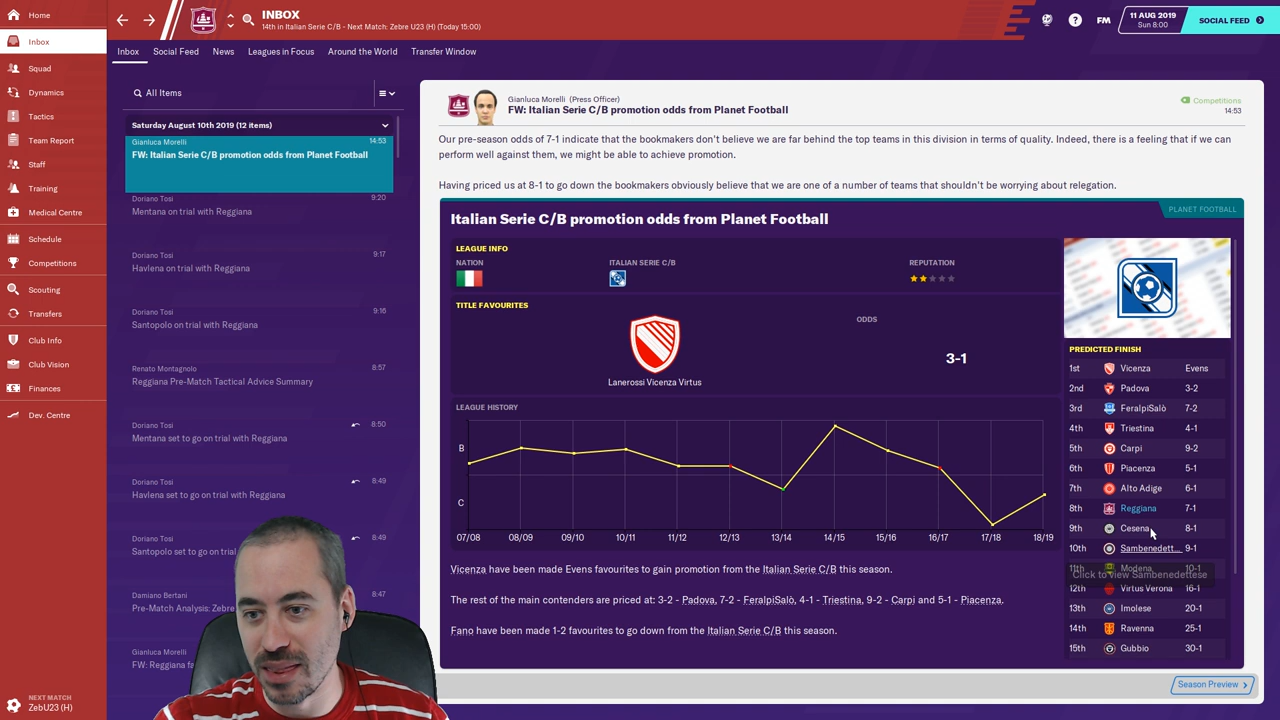 Home
Inbox
Squad
Dynamics
Tactics
Team Report
Staff
Training
Medical Centre
Schedule
Competitions
Scouting
Transfers
Club Info
Club Vision
Finances
Dev. Centre
NEXT MATCH
ZebU23 (H)
INBOX
14th in Italian Serie C/B - Next Match: Zebre U23 (H) (Today 15:00)
FM
11 AUG 2019
Sun 8:00
SOCIAL FEED
Inbox
Social Feed
News
Leagues in Focus
Around the World
Transfer Window
All Items
Saturday August 10th 2019 (12 items)
Gianluca Morelli 14:53
FW: Italian Serie C/B promotion odds from Planet Football
Doriano Tosi 9:20
Mentana on trial with Reggiana
Doriano Tosi 9:17
Havlena on trial with Reggiana
Doriano Tosi 9:16
Santopolo on trial with Reggiana
Renato Montagnolo 8:57
Reggiana Pre-Match Tactical Advice Summary
Doriano Tosi 8:50
Mentana set to go on trial with Reggiana
Doriano Tosi 8:49
Havlena set to go on trial with Reggiana
Doriano Tosi 8:49
Santopolo set to go on trial
Damiano Bertani 8:47
Pre-Match Analysis: Zebre
Gianluca Morelli
FW: Reggiana
Gianluca Morelli (Press Officer)
FW: Italian Serie C/B promotion odds from Planet Football
Competitions
14:53
Our pre-season odds of 7-1 indicate that the bookmakers don't believe we are far behind the top teams in this division in terms of quality. Indeed, there is a feeling that if we can
perform well against them, we might be able to achieve promotion.
Having priced us at 8-1 to go down the bookmakers obviously believe that we are one of a number of teams that shouldn't be worrying about relegation.
Italian Serie C/B promotion odds from Planet Football
PLANET FOOTBALL
LEAGUE INFO
NATION ITALIAN SERIE C/B REPUTATION
TITLE FAVOURITES
ODDS
3-1
Lanerossi Vicenza Virtus
LEAGUE HISTORY
B
C
07/08 08/09 09/10 10/11 11/12 12/13 13/14 14/15 15/16 16/17 17/18 18/19
Vicenza have been made Evens favourites to gain promotion from the Italian Serie C/B this season.
The rest of the main contenders are priced at: 3-2 - Padova, 7-2 - FeralpiSalò, 4-1 - Triestina, 9-2 - Carpi and 5-1 - Piacenza.
Fano have been made 1-2 favourites to go down from the Italian Serie C/B this season.
PREDICTED FINISH
1st Vicenza Evens
2nd Padova 3-2
3rd FeralpiSalò 7-2
4th Triestina 4-1
5th Carpi 9-2
6th Piacenza 5-1
7th Alto Adige 6-1
8th Reggiana 7-1
9th Cesena 8-1
10th Sambenedett... 9-1
11th Modena 10-1
Click to view Sambenedettese
12th Virtus Verona 16-1
13th Imolese 20-1
14th Ravenna 25-1
15th Gubbio 30-1
Season Preview